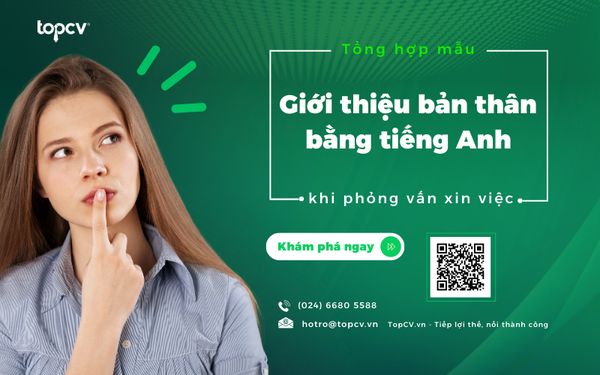 topcv
Tổng hợp mẫu
Giới thiệu bản thân
bằng tiếng Anh
khi phỏng vấn xin việc
Khám phá ngay
(024) 6680 5588
hotro@topcv.vn TopCV.vn - Tiếp lợi thế, nối thành công